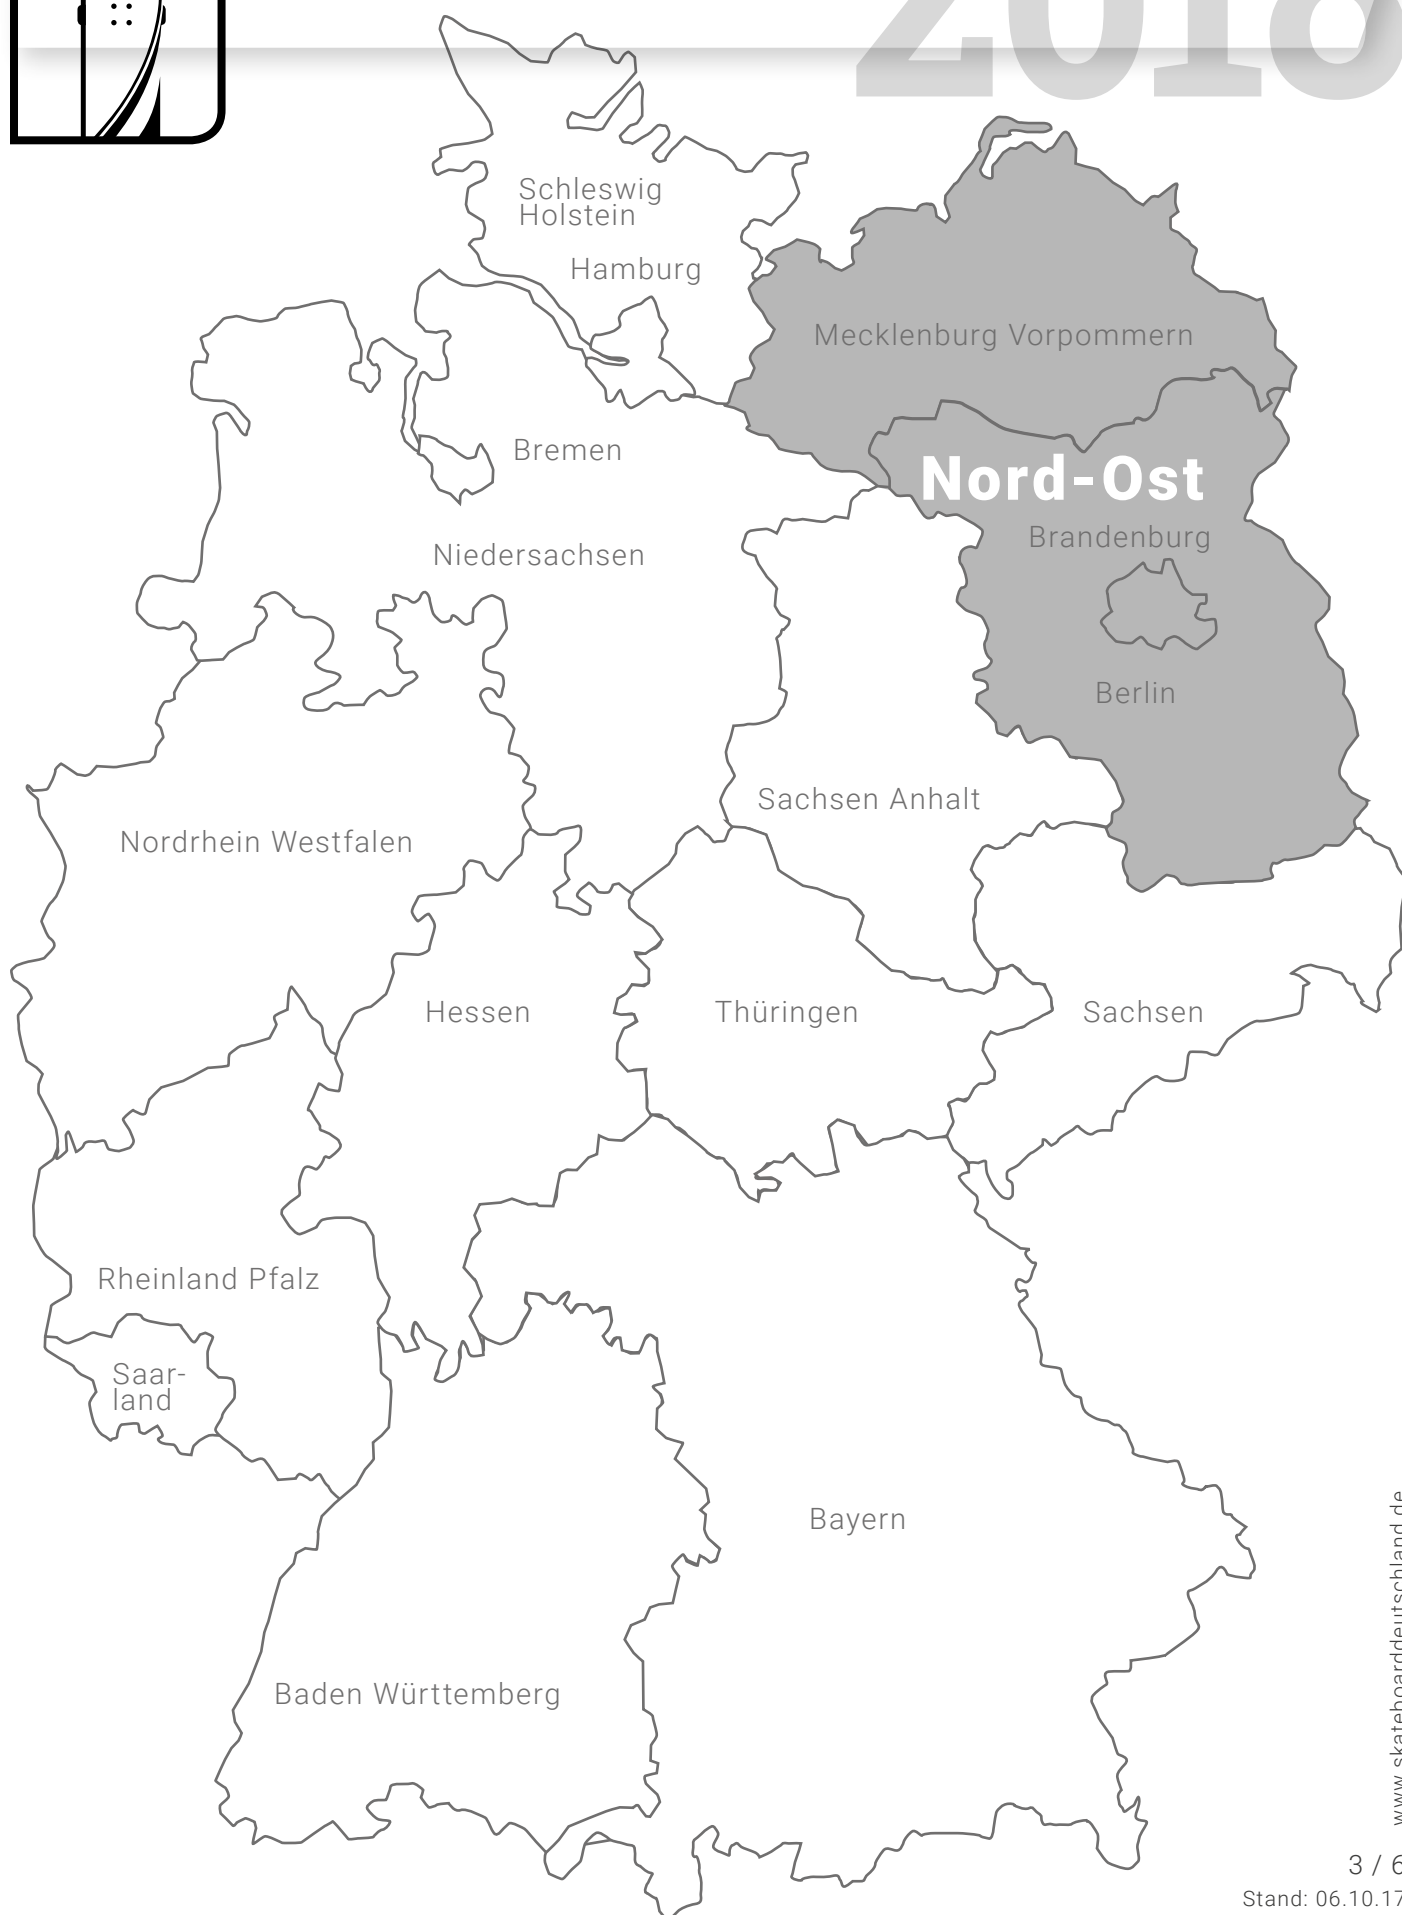 2018
Schleswig
Holstein
Hamburg
Mecklenburg Vorpommern
Bremen
Nord-Ost
Brandenburg
Niedersachsen
Berlin
Sachsen Anhalt
Nordrhein Westfalen
Hessen
Thüringen
Sachsen
Rheinland Pfalz
Saar-
land
Bayern
Baden Württemberg
www.skateboarddeutschland.de
3 / 6
Stand: 06.10.17